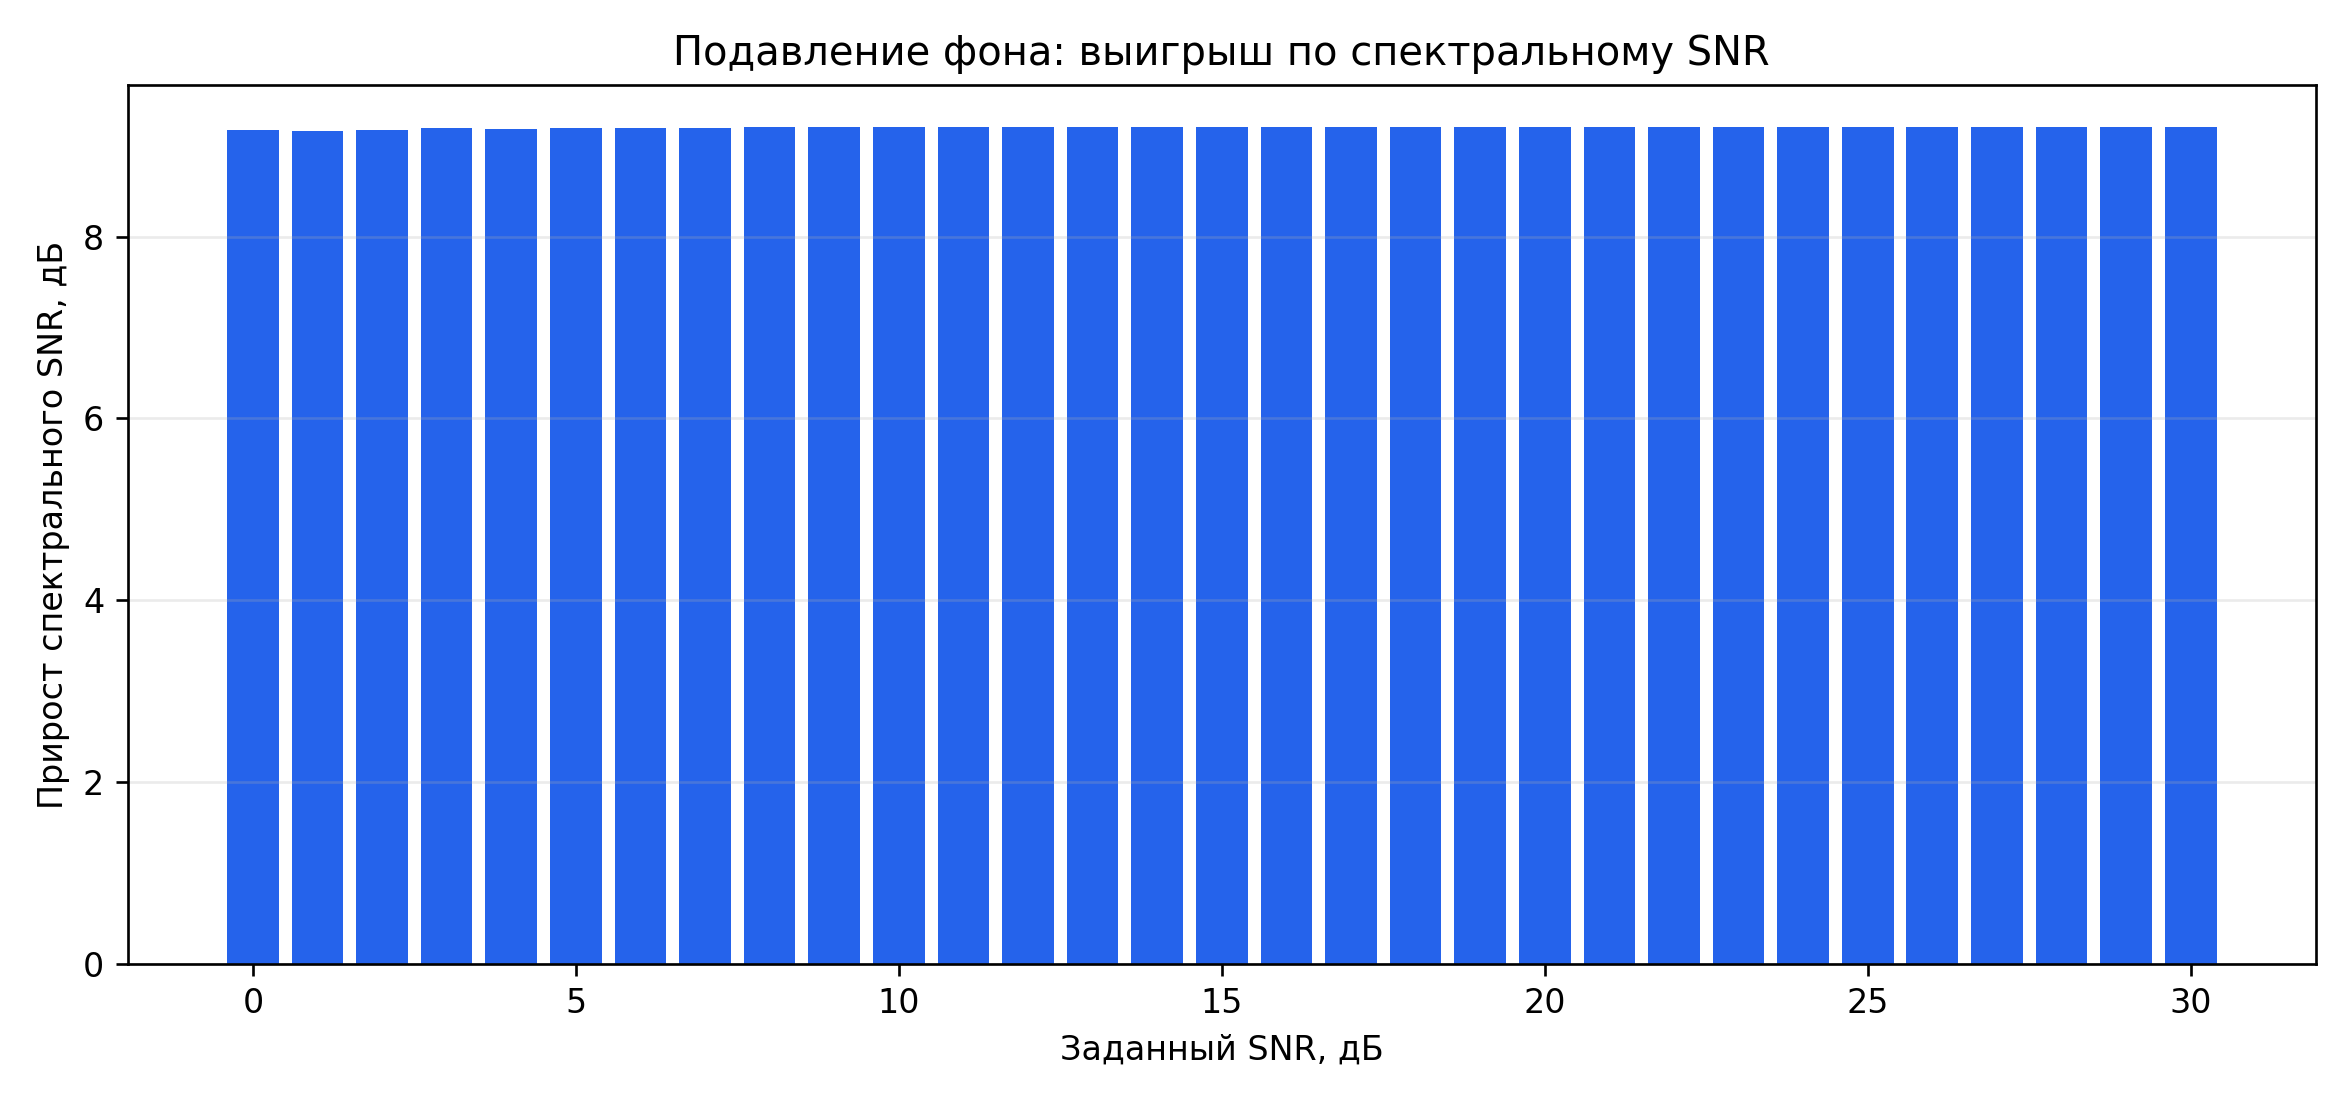 Подавление фона: выигрыш по спектральному SNR
Прирост спектрального SNR, дБ
8
6
4
2
0
0 5 10 15 20 25 30
Заданный SNR, дБ